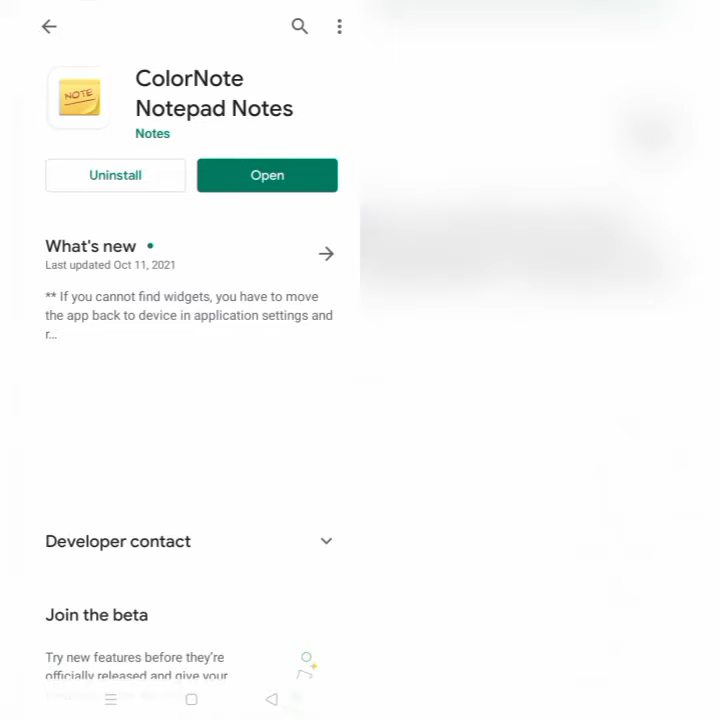 ColorNote
Notepad Notes
NOTE
Notes
Uninstall
Open
What's new
Last updated Oct 11, 2021
** If you cannot find widgets, you have to move
the app back to device in application settings and
r...
Developer contact
Join the beta
Try new features before they're
officially released and give your